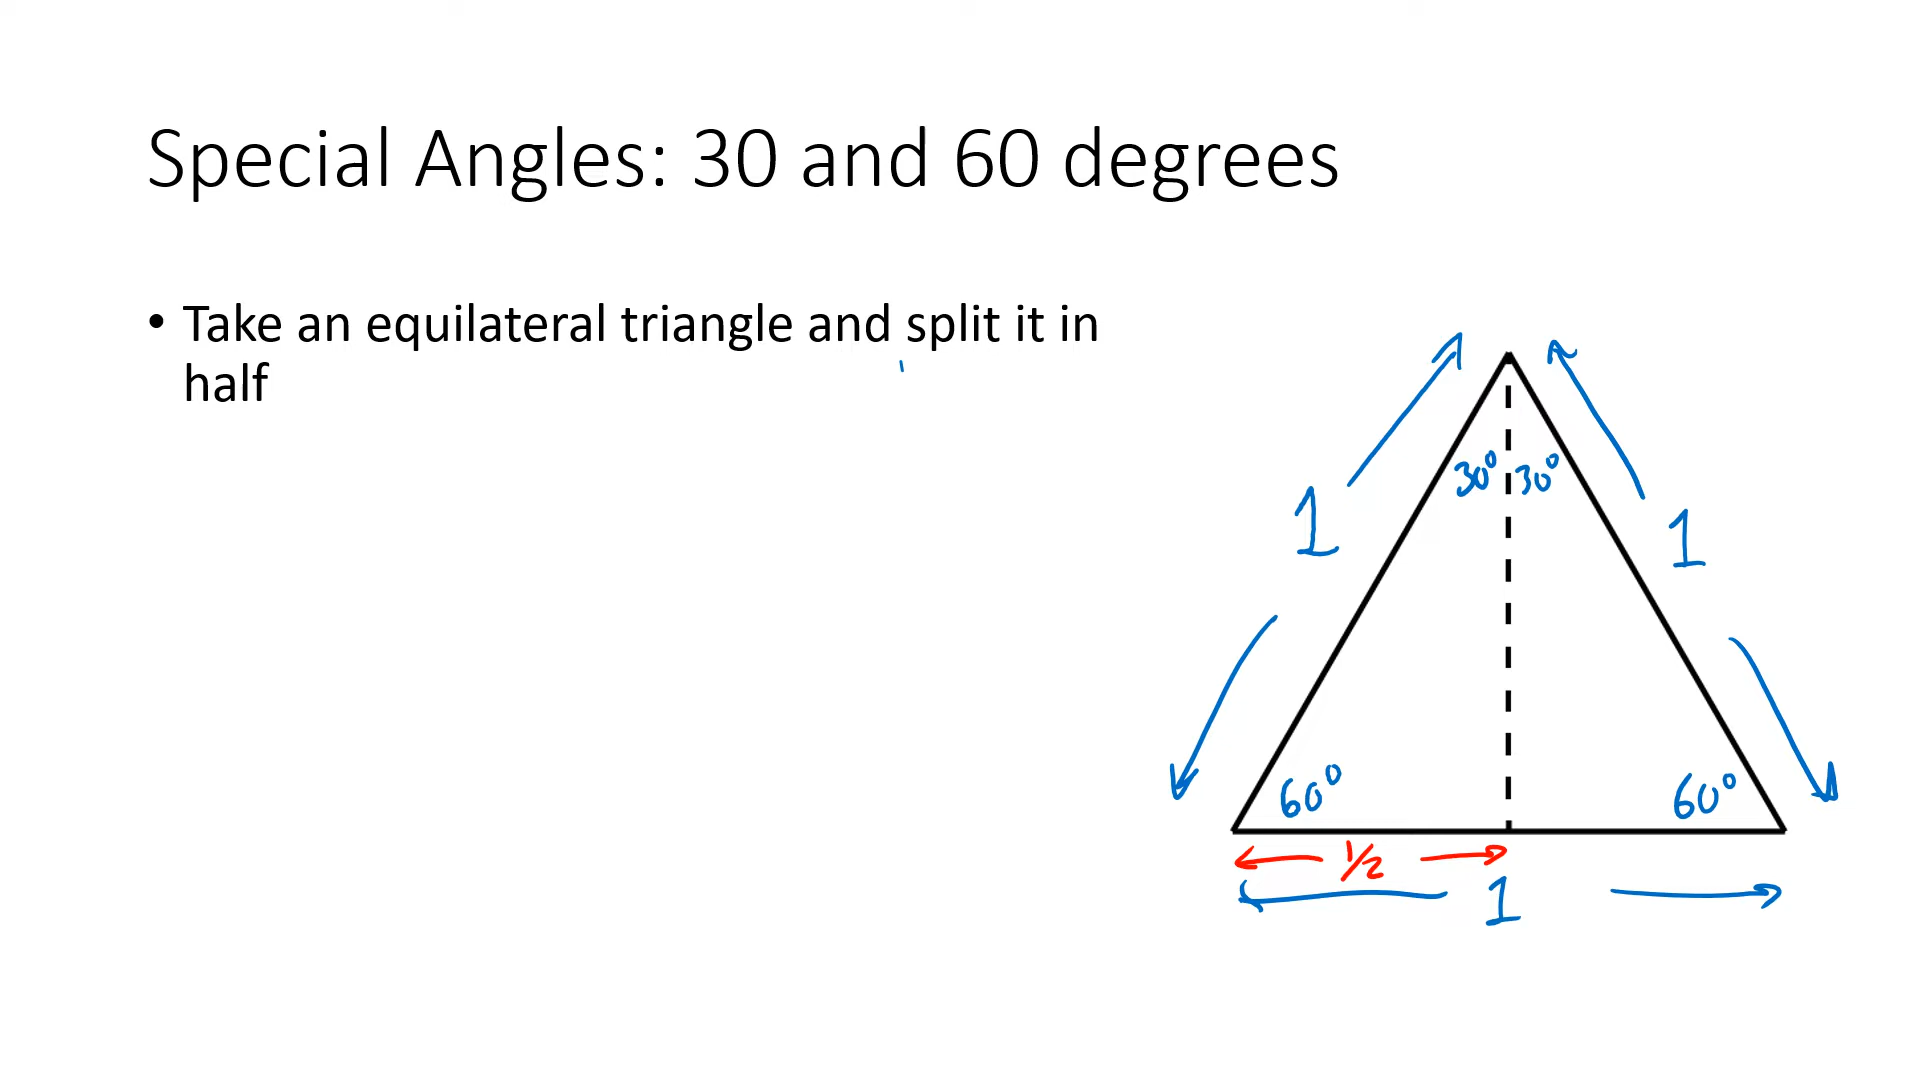 Special Angles: 30 and 60 degrees
• Take an equilateral triangle and split it in
half
30° 30°
1
1
60°
60°
1/2
1